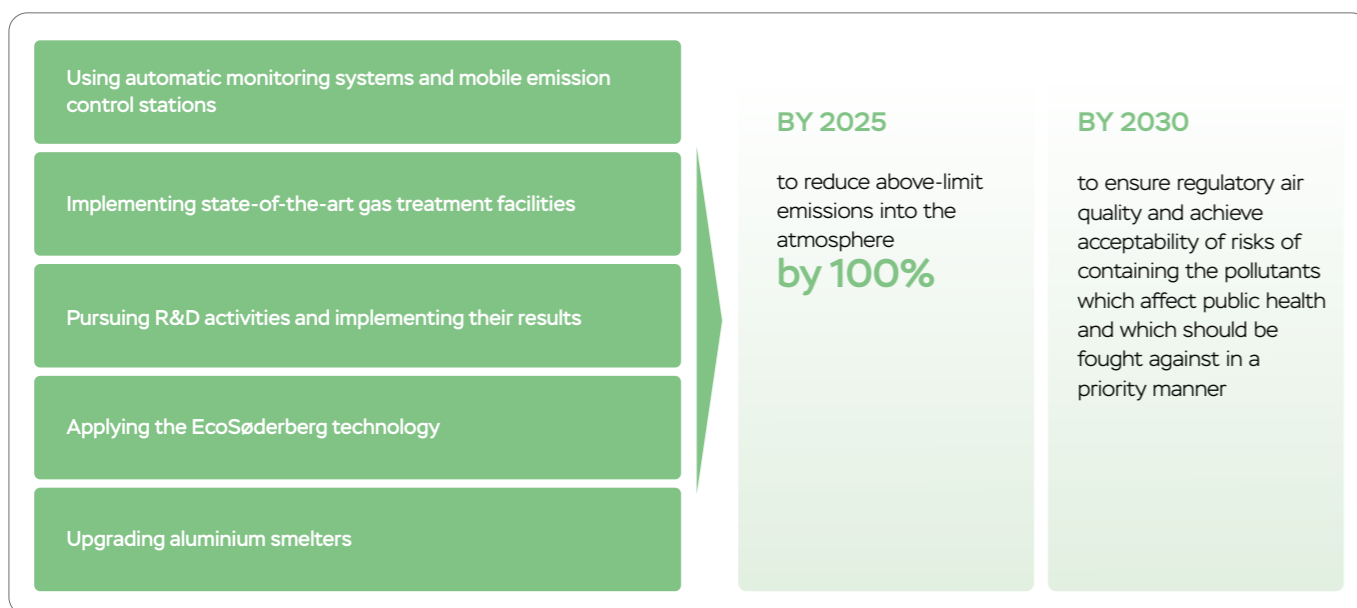 Using automatic monitoring systems and mobile emission
control stations
Implementing state-of-the-art gas treatment facilities
Pursuing R&D activities and implementing their results
Applying the EcoSøderberg technology
Upgrading aluminium smelters
BY 2025
to reduce above-limit
emissions into the
atmosphere
by 100%
BY 2030
to ensure regulatory air
quality and achieve
acceptability of risks of
containing the pollutants
which affect public health
and which should be
fought against in a
priority manner